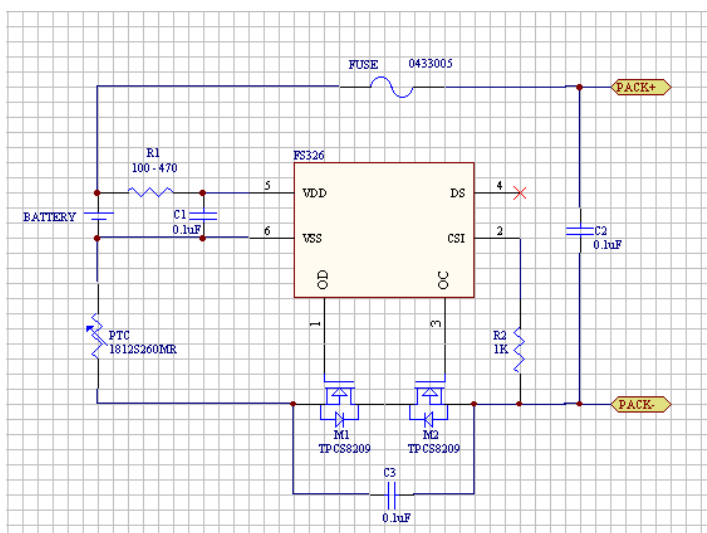 FUSE 0433005
PACK+
R1
100-470
FS326
5 VDD
DS 4
BATTERY
C1
0.1uF
6 VSS
CSI 2
C2
0.1uF
OD
OC
1
3
PTC
1812S260MR
R2
1K
PACK-
M1
TPCS8209
M2
TPCS8209
C3
0.1uF